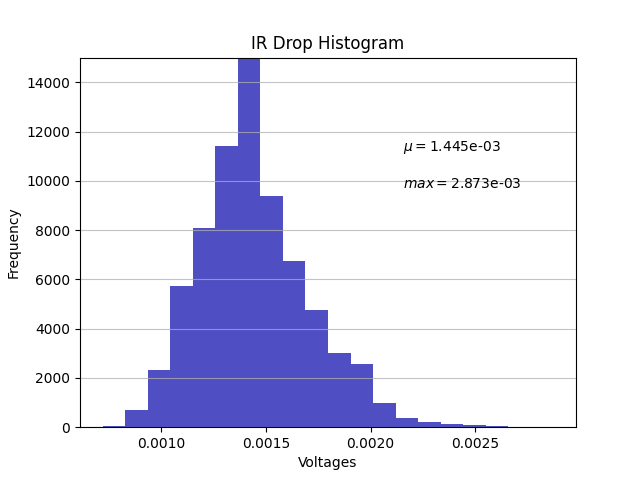 IR Drop Histogram
14000
12000
10000
8000
6000
4000
2000
0
Frequency
μ = 1.445e-03
max = 2.873e-03
0.0010 0.0015 0.0020 0.0025
Voltages